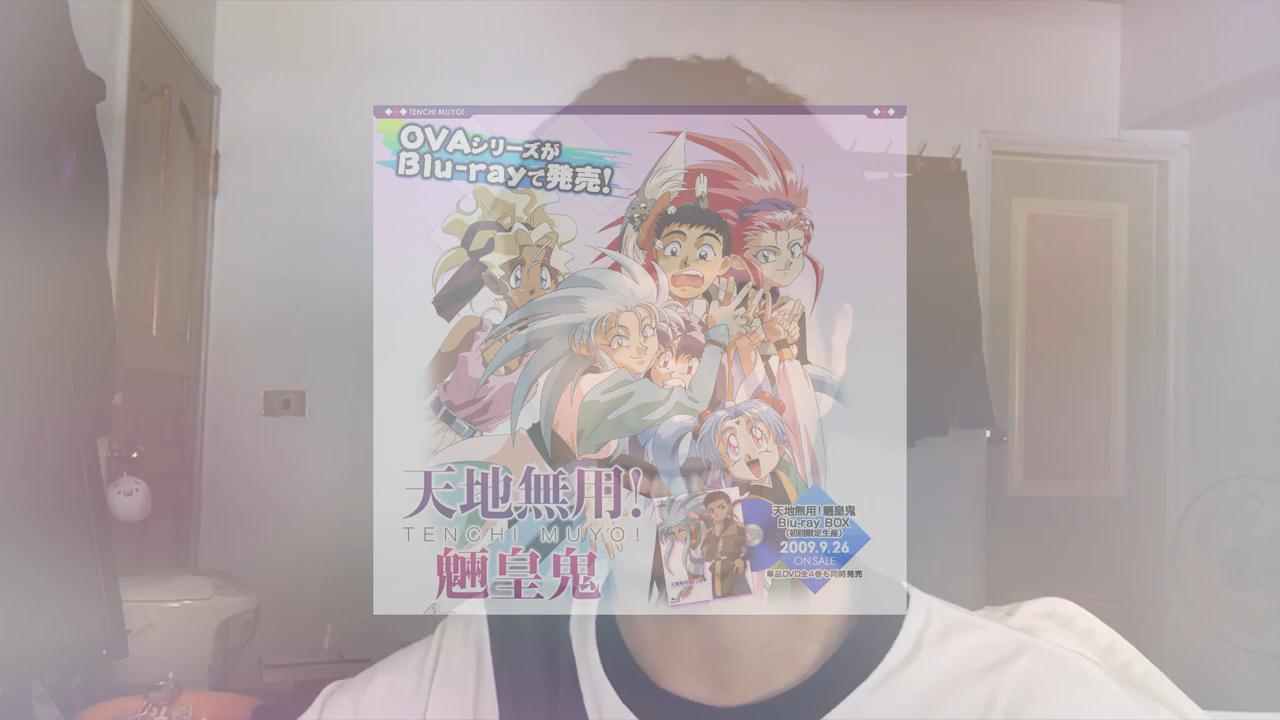 TENCHI MUYO!
OVAシリーズが
Blu-rayで発売!
天地無用!
TENCHI MUYO!
魎皇鬼
天地無用!魎皇鬼
Blu-ray BOX
(初回限定生産)
2009.9.26
ON SALE
単品DVD全4巻も同時発売